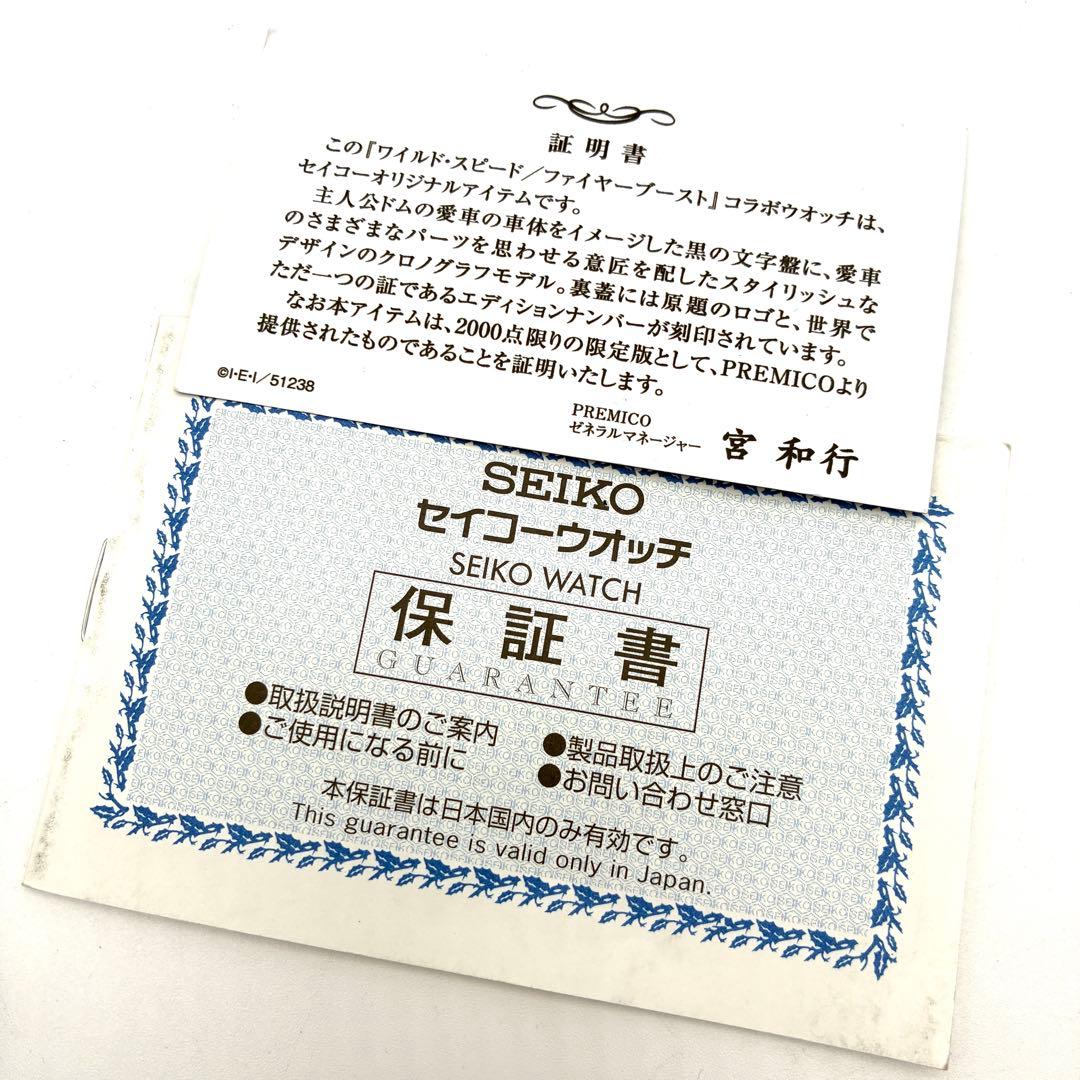 証明書
この『ワイルド・スピード／ファイヤーブースト』コラボウオッチは、
セイコーオリジナルアイテムです。
主人公ドムの愛車の車体をイメージした黒の文字盤に、愛車
のさまざまなパーツを思わせる意匠を配したスタイリッシュな
デザインのクロノグラフモデル。裏蓋には原題のロゴと、世界で
ただ一つの証であるエディションナンバーが刻印されています。
なお本アイテムは、2000点限りの限定版として、PREMICOより
提供されたものであることを証明いたします。
©I・E・I／51238
PREMICO
ゼネラルマネージャー 宮 和行
SEIKO
セイコーウオッチ
SEIKO WATCH
保証書
GUARANTEE
●取扱説明書のご案内
●ご使用になる前に
●製品取扱上のご注意
●お問い合わせ窓口
本保証書は日本国内のみ有効です。
This guarantee is valid only in Japan.